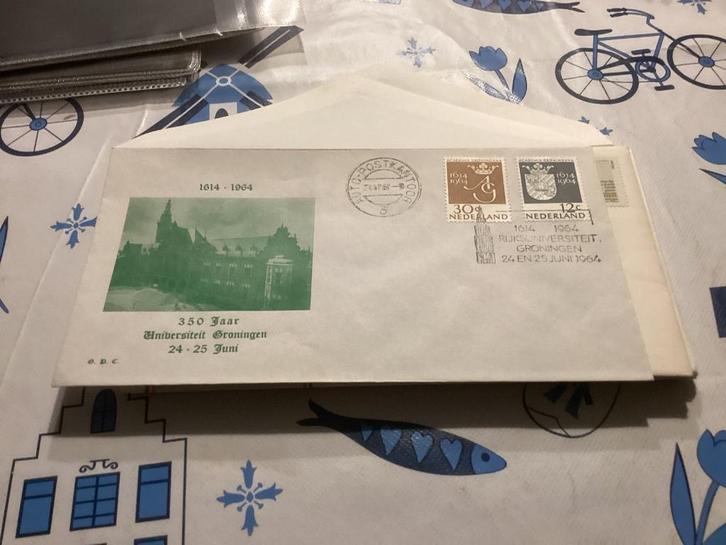 1614 - 1964
350 Jaar
Universiteit Groningen
24 - 25 Juni
AUTO-POSTKANTOOR
5
1614
1964
30c
NEDERLAND
1614
1964
12c
NEDERLAND
1614 1964
RIJKSUNIVERSITEIT
GRONINGEN
24 EN 25 JUNI 1964